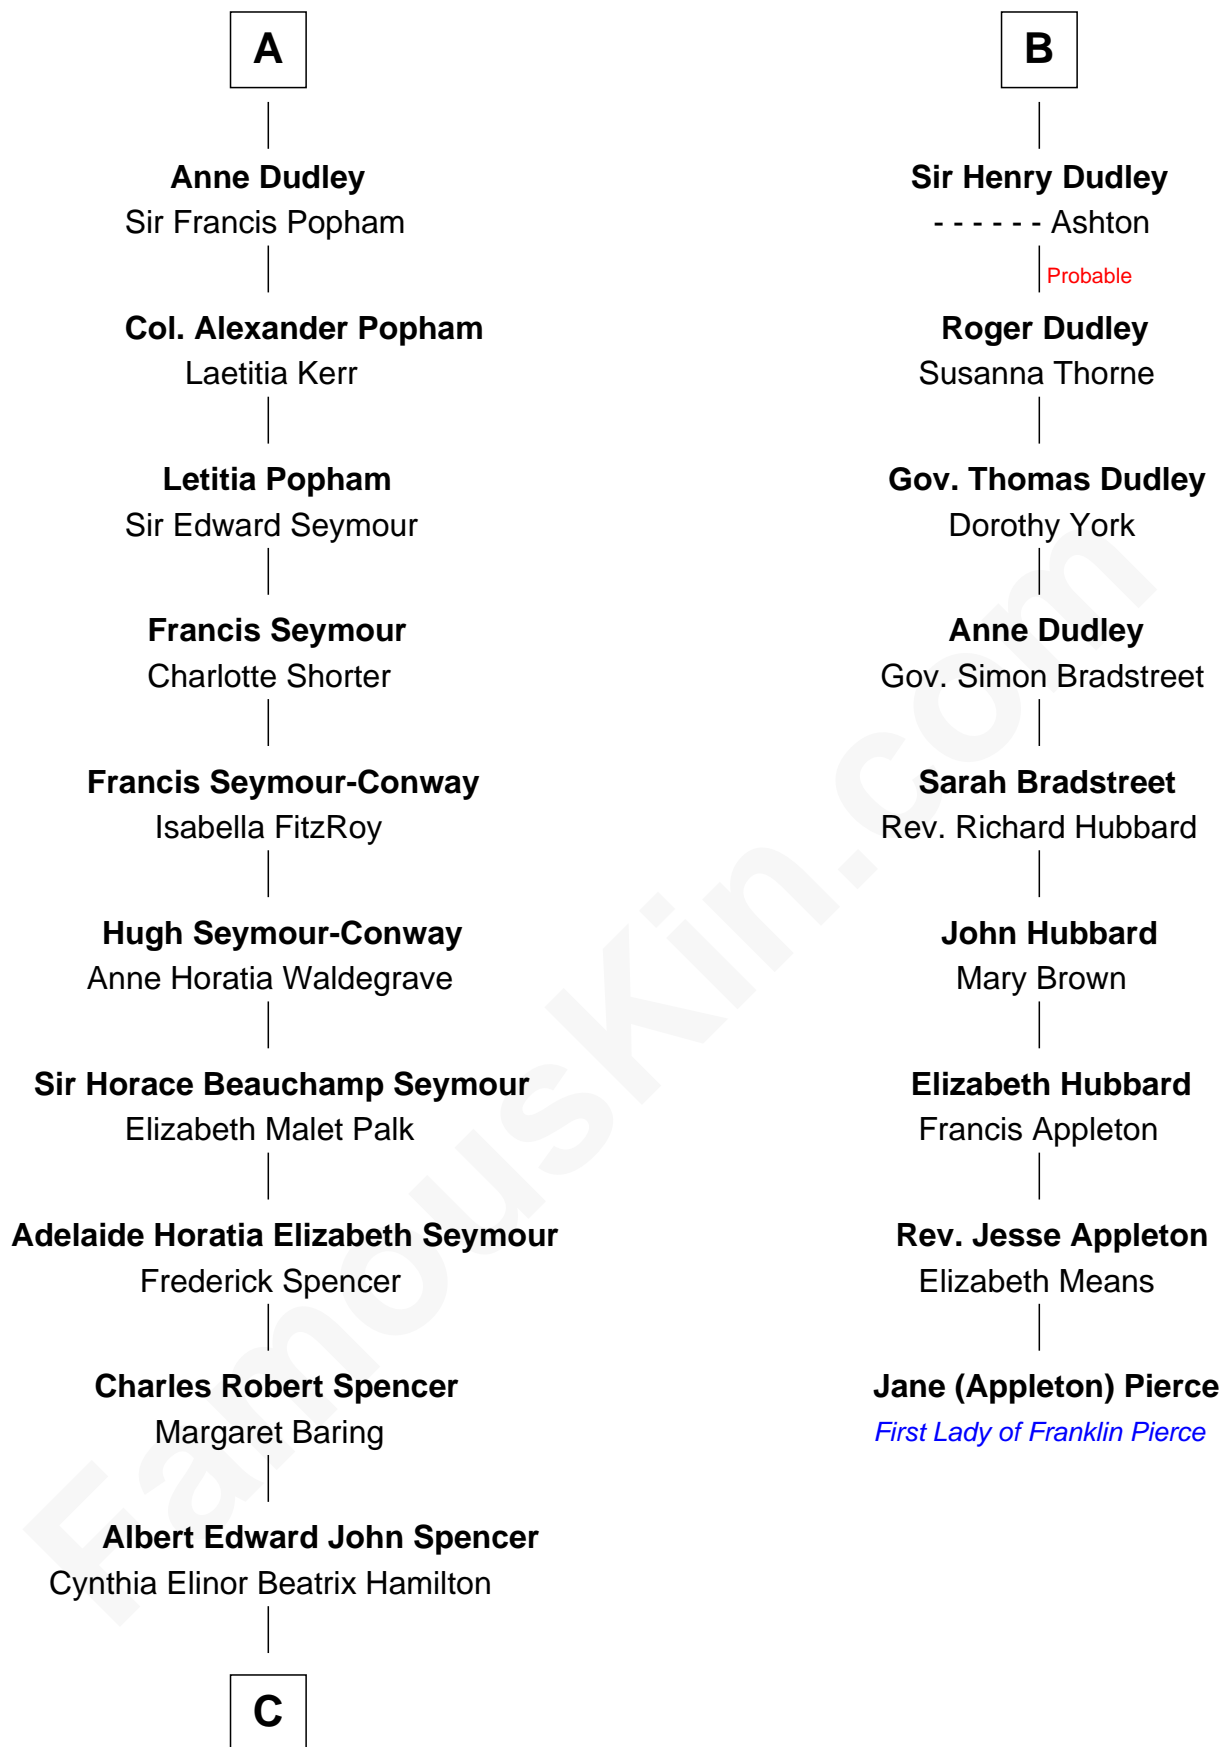 A
Anne Dudley
Sir Francis Popham
Col. Alexander Popham
Laetitia Kerr
Letitia Popham
Sir Edward Seymour
Francis Seymour
Charlotte Shorter
Francis Seymour-Conway
Isabella FitzRoy
Hugh Seymour-Conway
Anne Horatia Waldegrave
Sir Horace Beauchamp Seymour
Elizabeth Malet Palk
Adelaide Horatia Elizabeth Seymour
Frederick Spencer
Charles Robert Spencer
Margaret Baring
Albert Edward John Spencer
Cynthia Elinor Beatrix Hamilton
C
B
Sir Henry Dudley
- - - - - - Ashton
Probable
Roger Dudley
Susanna Thorne
Gov. Thomas Dudley
Dorothy York
Anne Dudley
Gov. Simon Bradstreet
Sarah Bradstreet
Rev. Richard Hubbard
John Hubbard
Mary Brown
Elizabeth Hubbard
Francis Appleton
Rev. Jesse Appleton
Elizabeth Means
Jane (Appleton) Pierce
First Lady of Franklin Pierce
FamousKin.com